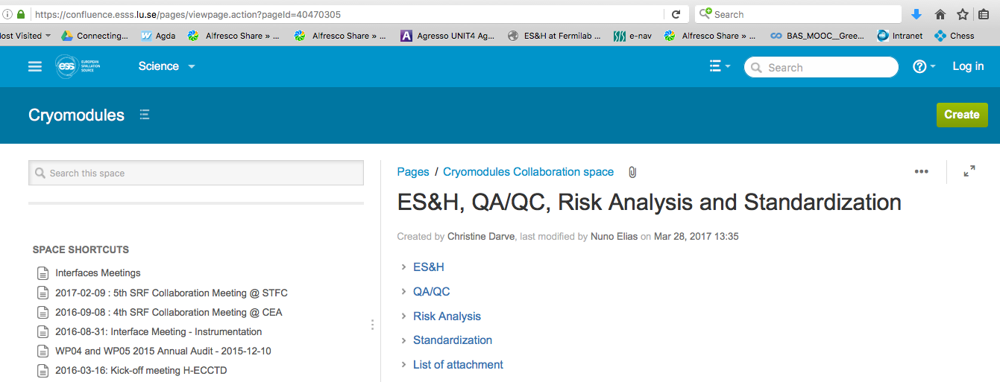 https://confluence.esss.lu.se/pages/viewpage.action?pageId=40470305 Search
lost Visited Connecting... Agda Alfresco Share » ... Alfresco Share » ... Agresso UNIT4 Ag... ES&H at Fermilab ... e-nav Alfresco Share » ... BAS_MOOC__Gree... Intranet Chess
ess EUROPEAN SPALLATION SOURCE Science Search Log in
Cryomodules Create
Search this space
Pages / Cryomodules Collaboration space
ES&H, QA/QC, Risk Analysis and Standardization
Created by Christine Darve, last modified by Nuno Elias on Mar 28, 2017 13:35
SPACE SHORTCUTS
Interfaces Meetings
2017-02-09 : 5th SRF Collaboration Meeting @ STFC
2016-09-08 : 4th SRF Collaboration Meeting @ CEA
2016-08-31: Interface Meeting - Instrumentation
WP04 and WP05 2015 Annual Audit - 2015-12-10
2016-03-16: Kick-off meeting H-ECCTD
ES&H
QA/QC
Risk Analysis
Standardization
List of attachment